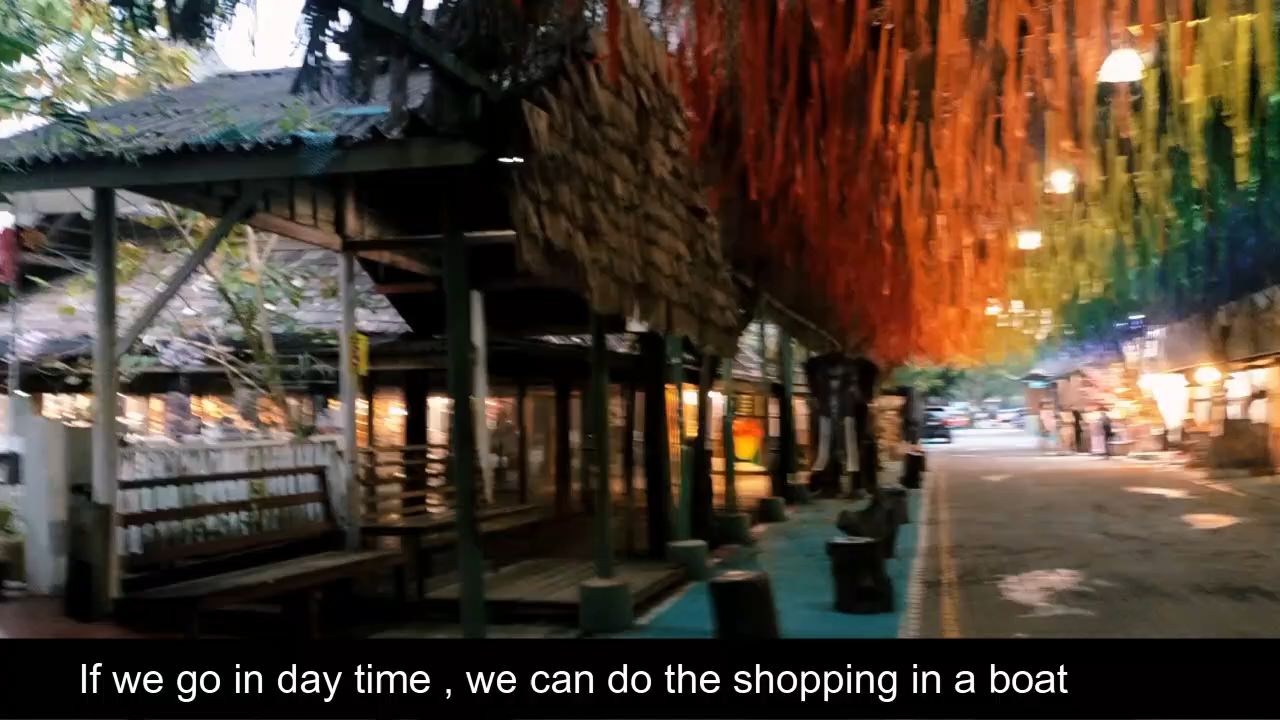 If we go in day time , we can do the shopping in a boat